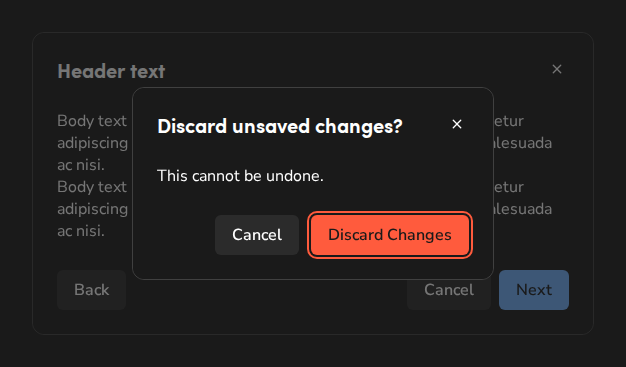 Header text
×
Discard unsaved changes?
×
Body text
etur
adipiscing
alesuada
ac nisi.
This cannot be undone.
Body text
etur
adipiscing
alesuada
ac nisi.
Cancel
Discard Changes
Back
Cancel
Next